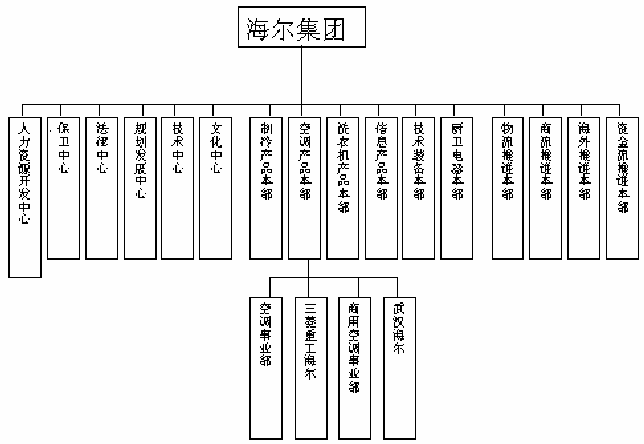 海尔集团
人力资源开发中心
保卫中心
法律中心
规划发展中心
技术中心
文化中心
制冷产品本部
空调产品本部
洗衣机产品本部
信息产品本部
技术装备本部
厨卫电器本部
物流推进本部
商流推进本部
海外推进本部
资金流推进本部
空调事业部
三菱重工海尔
商用空调事业部
武汉海尔